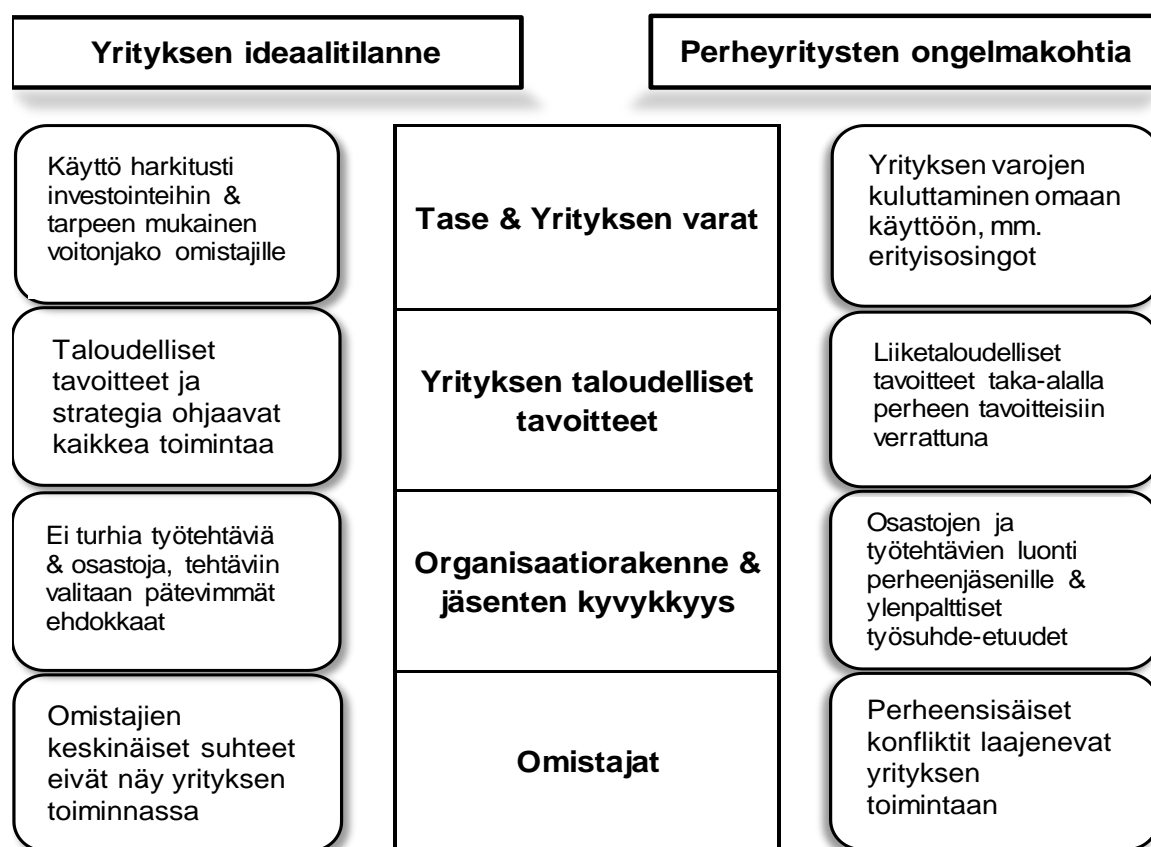 Yrityksen ideaalitilanne
Perheyritysten ongelmakohtia
Käyttö harkitusti
investointeihin &
tarpeen mukainen
voitonjako omistajille
Tase & Yrityksen varat
Yrityksen varojen
kuluttaminen omaan
käyttöön, mm.
erityisosingot
Taloudelliset
tavoitteet ja
strategia ohjaavat
kaikkea toimintaa
Yrityksen taloudelliset
tavoitteet
Liiketaloudelliset
tavoitteet taka-alalla
perheen tavoitteisiin
verrattuna
Ei turhia työtehtäviä
& osastoja, tehtäviin
valitaan pätevimmät
ehdokkaat
Organisaatiorakenne &
jäsenten kyvykkyys
Osastojen ja
työtehtävien luonti
perheenjäsenille &
ylenpalttiset
työsuhde-etuudet
Omistajien
keskinäiset suhteet
eivät näy yrityksen
toiminnassa
Omistajat
Perheensisäiset
konfliktit laajenevat
yrityksen
toimintaan